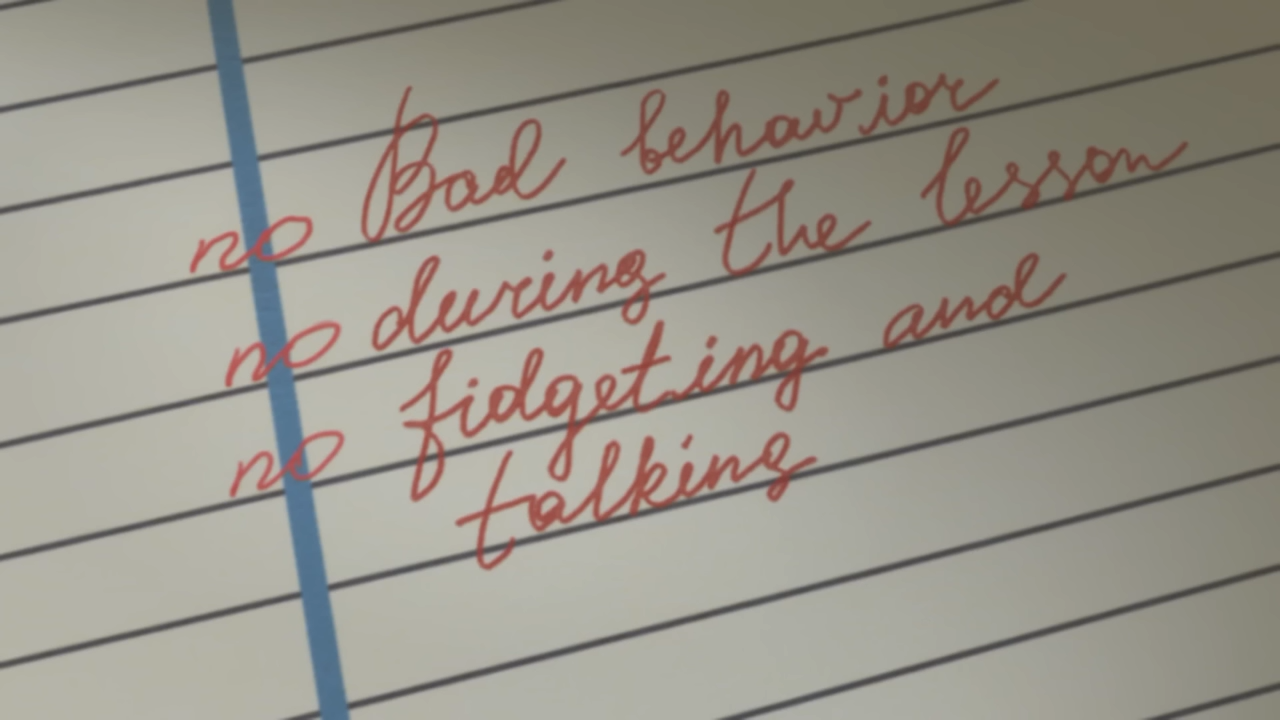 no Bad behavior
no during the lesson
no fidgeting and
talking